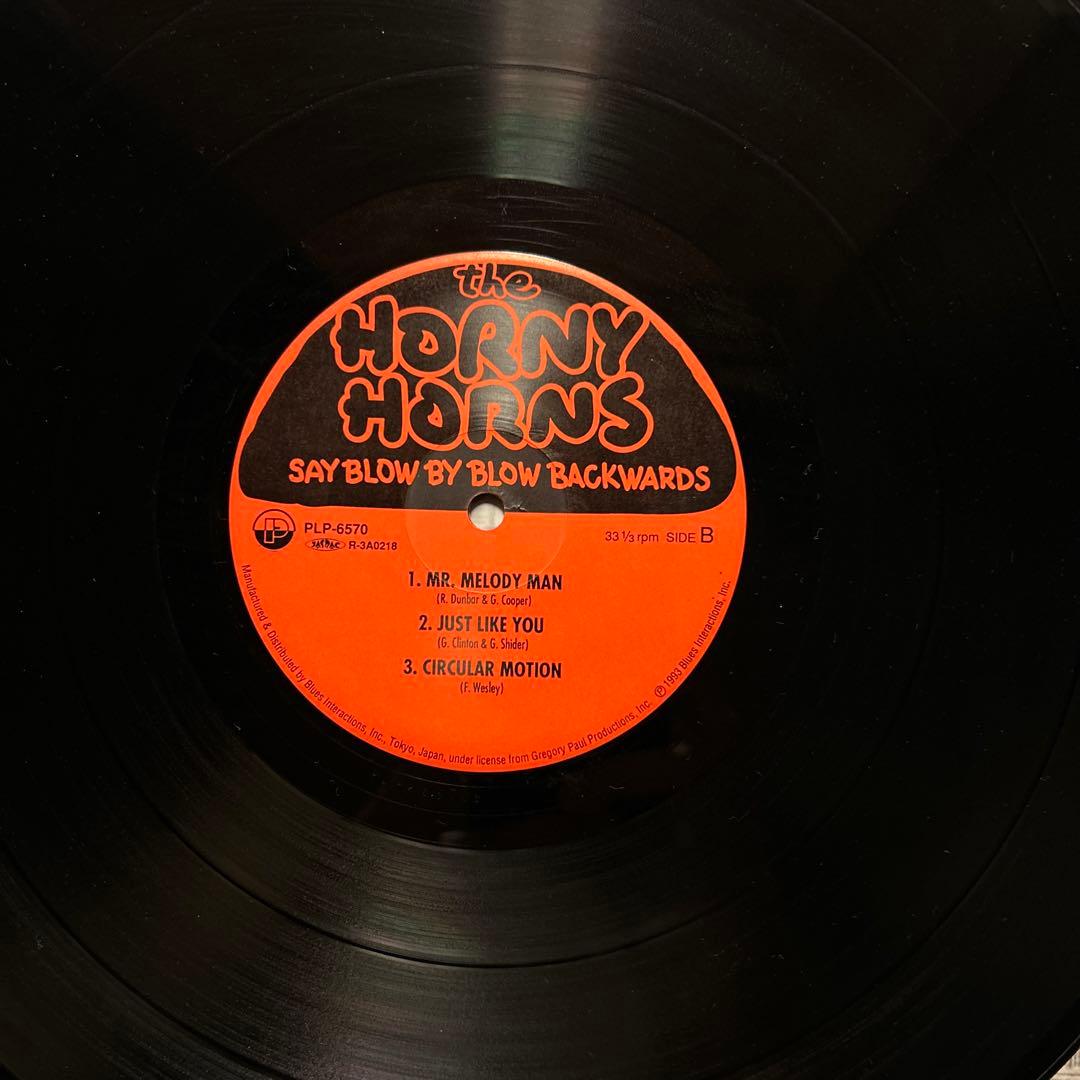 the
HORNY
HORNS
SAY BLOW BY BLOW BACKWARDS
P
PLP-6570
JASRAC R-3A0218
33 1/3 rpm SIDE B
1. MR. MELODY MAN
(R. Dunbar & G. Cooper)
2. JUST LIKE YOU
(G. Clinton & G. Shider)
3. CIRCULAR MOTION
(F. Wesley)
Manufactured & Distributed by Blues Interactions, Inc., Tokyo, Japan, under license from Gregory Paul Productions, Inc. ℗1993 Blues Interactions, Inc.